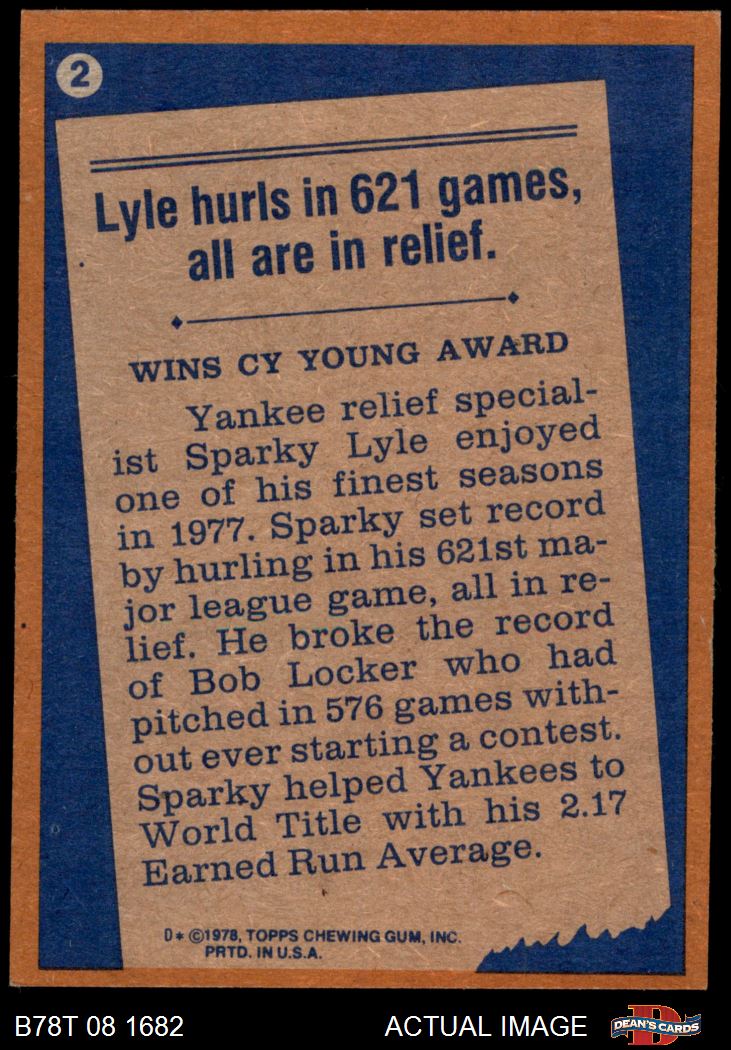 2
Lyle hurls in 621 games,
all are in relief.
WINS CY YOUNG AWARD
Yankee relief special-
ist Sparky Lyle enjoyed
one of his finest seasons
in 1977. Sparky set record
by hurling in his 621st ma-
jor league game, all in re-
lief. He broke the record
of Bob Locker who had
pitched in 576 games with-
out ever starting a contest.
Sparky helped Yankees to
World Title with his 2.17
Earned Run Average.
D* ©1978, TOPPS CHEWING GUM, INC.
PRTD. IN U.S.A.
B78T 08 1682 ACTUAL IMAGE
D
DEAN'S CARDS